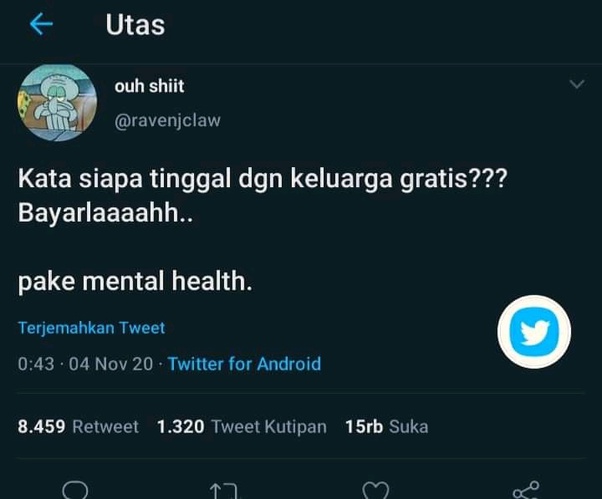 Utas
ouh shiit
@ravenjclaw
Kata siapa tinggal dgn keluarga gratis???
Bayarlaaaahh..
pake mental health.
Terjemahkan Tweet
0:43 · 04 Nov 20 · Twitter for Android
8.459 Retweet 1.320 Tweet Kutipan 15rb Suka